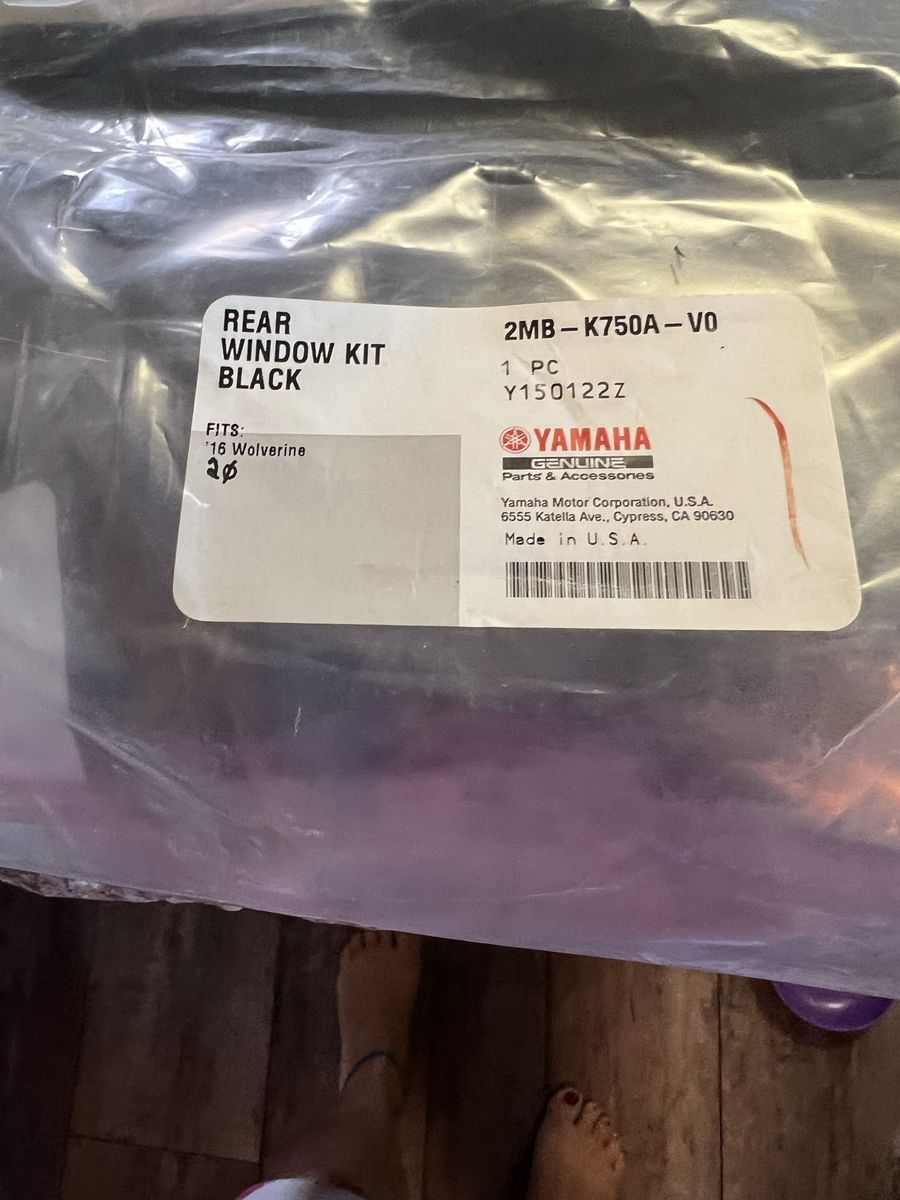 REAR
WINDOW KIT
BLACK
FITS:
'16 Wolverine
2ø
2MB-K750A-V0
1 PC
Y150122Z
YAMAHA
GENUINE
Parts & Accessories
Yamaha Motor Corporation, U.S.A.
6555 Katella Ave., Cypress, CA 90630
Made in U.S.A.